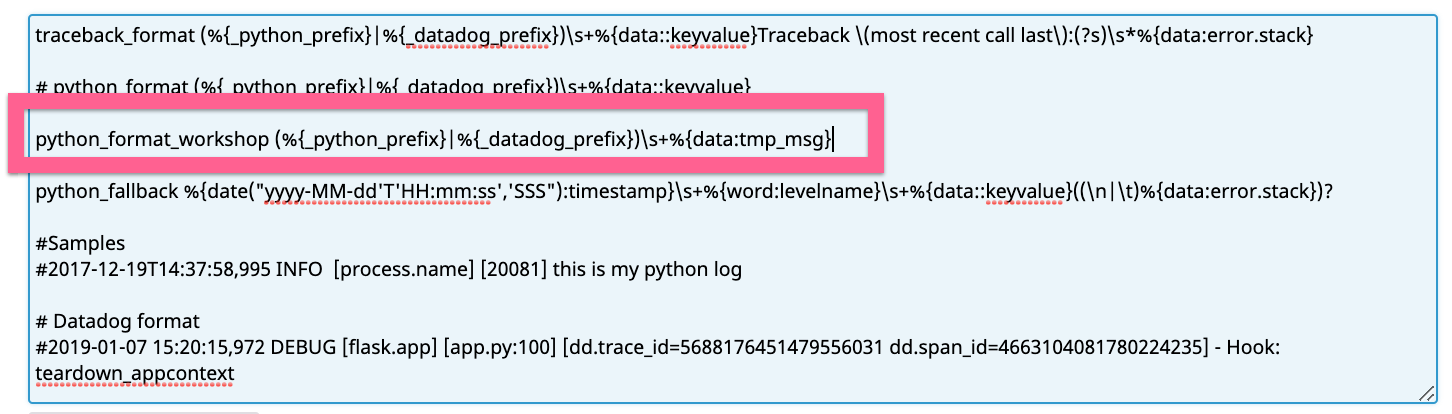 traceback_format (%{_python_prefix}|%{_datadog_prefix})\s+%{data::keyvalue}Traceback \(most recent call last\):(?s)\s*%{data:error.stack}
# python_format (%{_python_prefix}|%{_datadog_prefix})\s+%{data::keyvalue}
python_format_workshop (%{_python_prefix}|%{_datadog_prefix})\s+%{data:tmp_msg}
python_fallback %{date("yyyy-MM-dd'T'HH:mm:ss','SSS"):timestamp}\s+%{word:levelname}\s+%{data::keyvalue}((\n|\t)%{data:error.stack})?
#Samples
#2017-12-19T14:37:58,995 INFO  [process.name] [20081] this is my python log
# Datadog format
#2019-01-07 15:20:15,972 DEBUG [flask.app] [app.py:100] [dd.trace_id=5688176451479556031 dd.span_id=4663104081780224235] - Hook:
teardown_appcontext